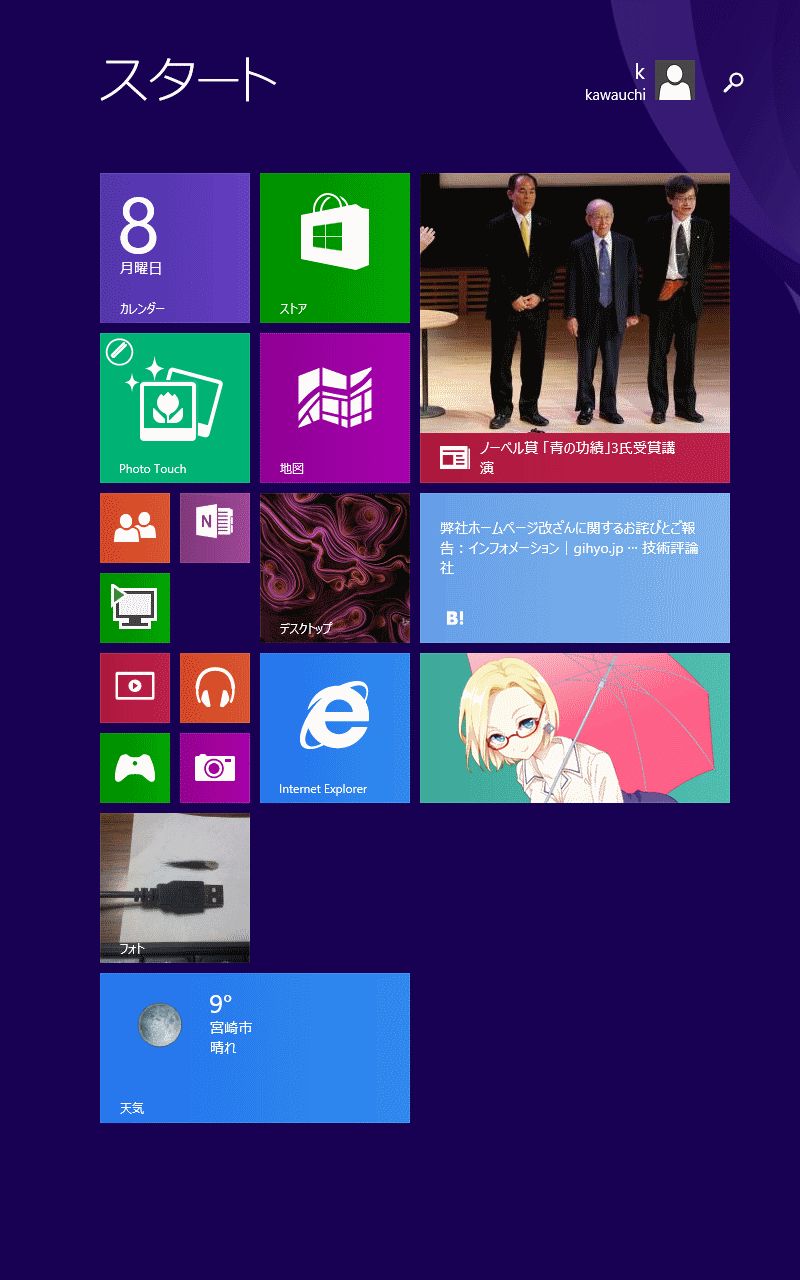 スタート
k
kawauchi
8
月曜日
カレンダー
ストア
ノーベル賞 「青の功績」3氏受賞講
演
Photo Touch
地図
N
デスクトップ
弊社ホームページ改ざんに関するお詫びとご報
告：インフォメーション｜gihyo.jp … 技術評論
社
B!
Internet Explorer
フォト
9°
宮崎市
晴れ
天気